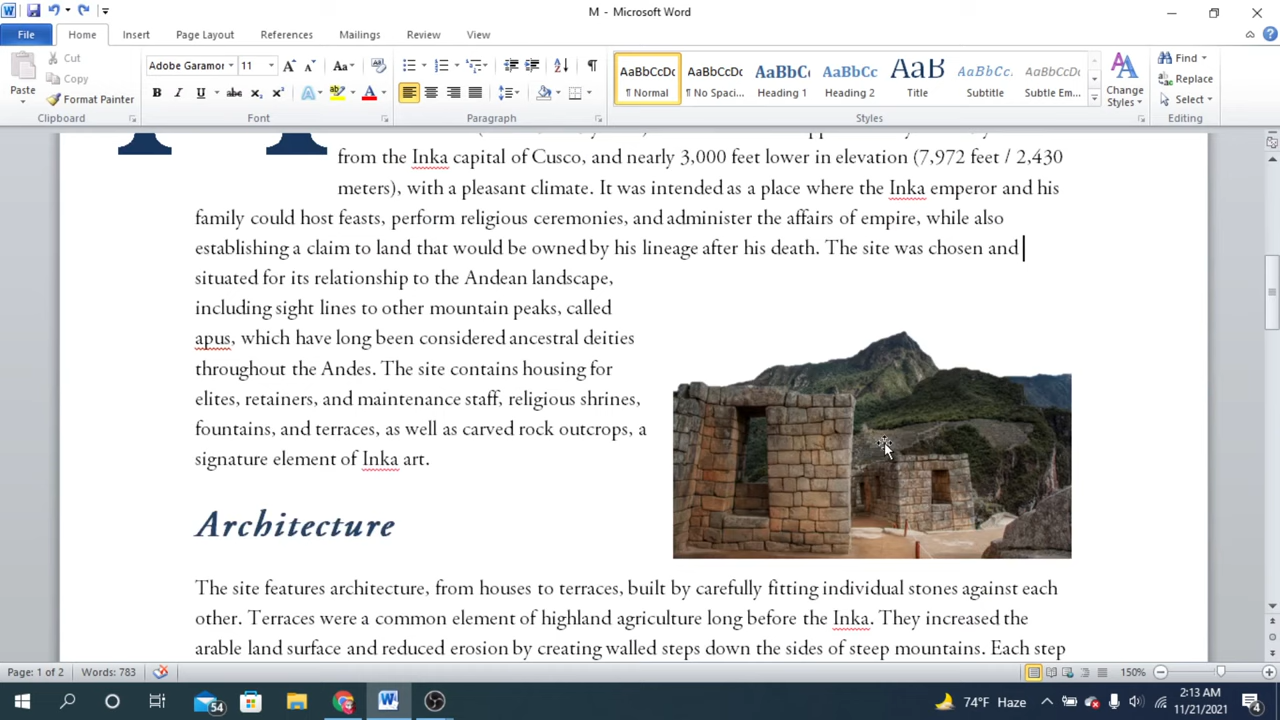 M - Microsoft Word
File Home Insert Page Layout References Mailings Review View
Cut
Copy
Format Painter
Paste
Clipboard
Adobe Garamor 11
Font
Paragraph
AaBbCcDc AaBbCcDc AaBbC AaBbCc AaB AaBbCcL AaBbCcDc
¶ Normal ¶ No Spaci... Heading 1 Heading 2 Title Subtitle Subtle Em...
Styles
Change
Styles
Find
Replace
Select
Editing
from the Inka capital of Cusco, and nearly 3,000 feet lower in elevation (7,972 feet / 2,430
meters), with a pleasant climate. It was intended as a place where the Inka emperor and his
family could host feasts, perform religious ceremonies, and administer the affairs of empire, while also
establishing a claim to land that would be owned by his lineage after his death. The site was chosen and
situated for its relationship to the Andean landscape,
including sight lines to other mountain peaks, called
apus, which have long been considered ancestral deities
throughout the Andes. The site contains housing for
elites, retainers, and maintenance staff, religious shrines,
fountains, and terraces, as well as carved rock outcrops, a
signature element of Inka art.
Architecture
The site features architecture, from houses to terraces, built by carefully fitting individual stones against each
other. Terraces were a common element of highland agriculture long before the Inka. They increased the
arable land surface and reduced erosion by creating walled steps down the sides of steep mountains. Each step
Page: 1 of 2 Words: 783 150%
54 74°F Haze 2:13 AM
11/21/2021 4